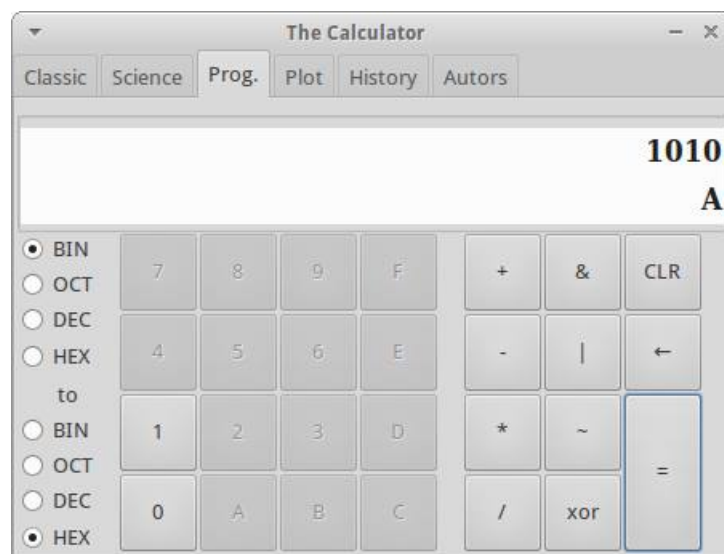 The Calculator
Classic Science Prog. Plot History Autors
1010
A
BIN 7 8 9 F + & CLR
OCT
DEC
HEX 4 5 6 E - | ←
to
BIN 1 2 3 D * ~ =
OCT
DEC 0 A B C / xor
HEX